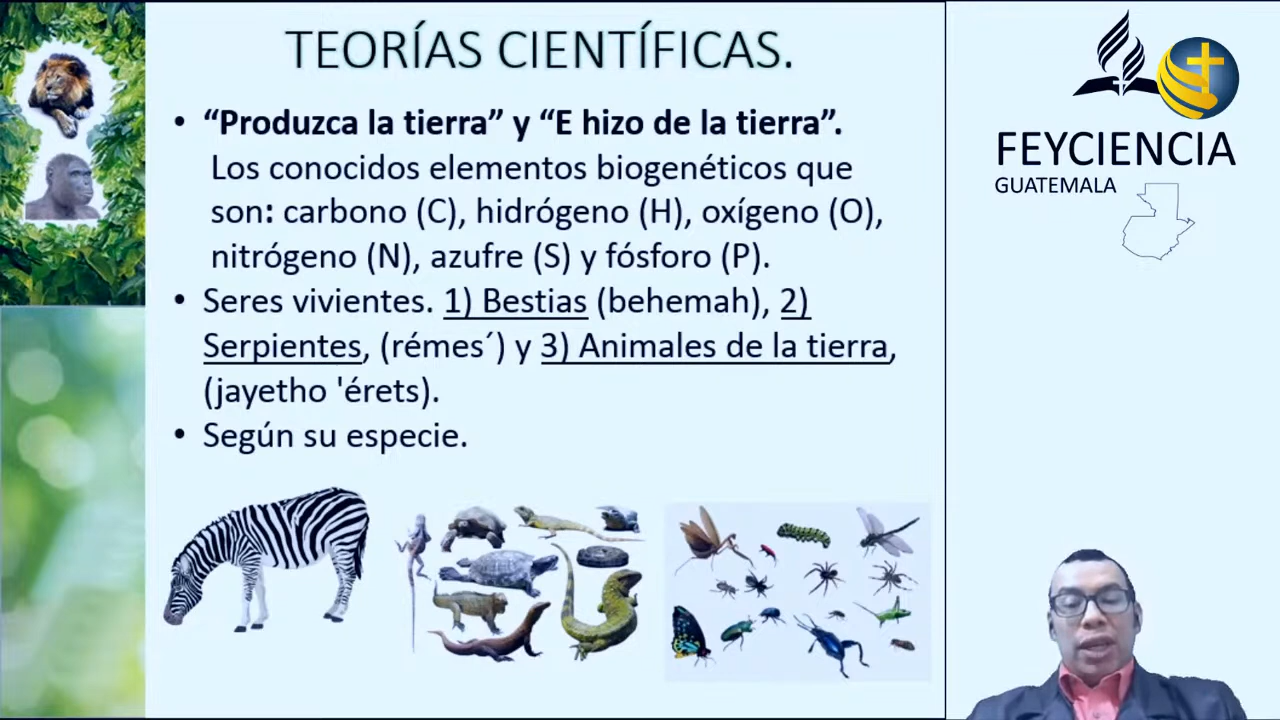 TEORÍAS CIENTÍFICAS.
• “Produzca la tierra” y “E hizo de la tierra”.
Los conocidos elementos biogenéticos que
son: carbono (C), hidrógeno (H), oxígeno (O),
nitrógeno (N), azufre (S) y fósforo (P).
• Seres vivientes. 1) Bestias (behemah), 2)
Serpientes, (rémes´) y 3) Animales de la tierra,
(jayetho 'érets).
• Según su especie.
FEYCIENCIA
GUATEMALA